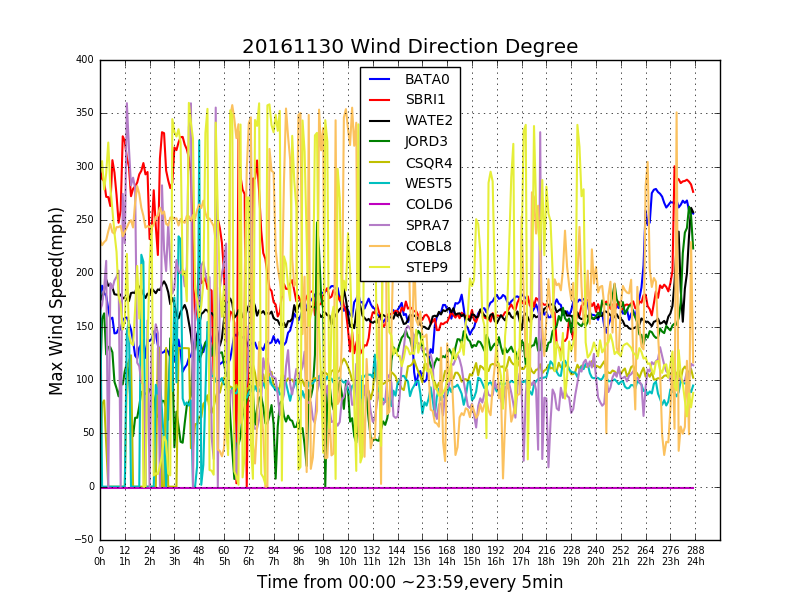 20161130 Wind Direction Degree
400
350
300
250
200
150
100
50
0
−50
Max Wind Speed(mph)
BATA0
SBRI1
WATE2
JORD3
CSQR4
WEST5
COLD6
SPRA7
COBL8
STEP9
0 12 24 36 48 60 72 84 96 108 120 132 144 156 168 180 192 204 216 228 240 252 264 276 288
0h 1h 2h 3h 4h 5h 6h 7h 8h 9h 10h 11h 12h 13h 14h 15h 16h 17h 18h 19h 20h 21h 22h 23h 24h
Time from 00:00 ~23:59,every 5min